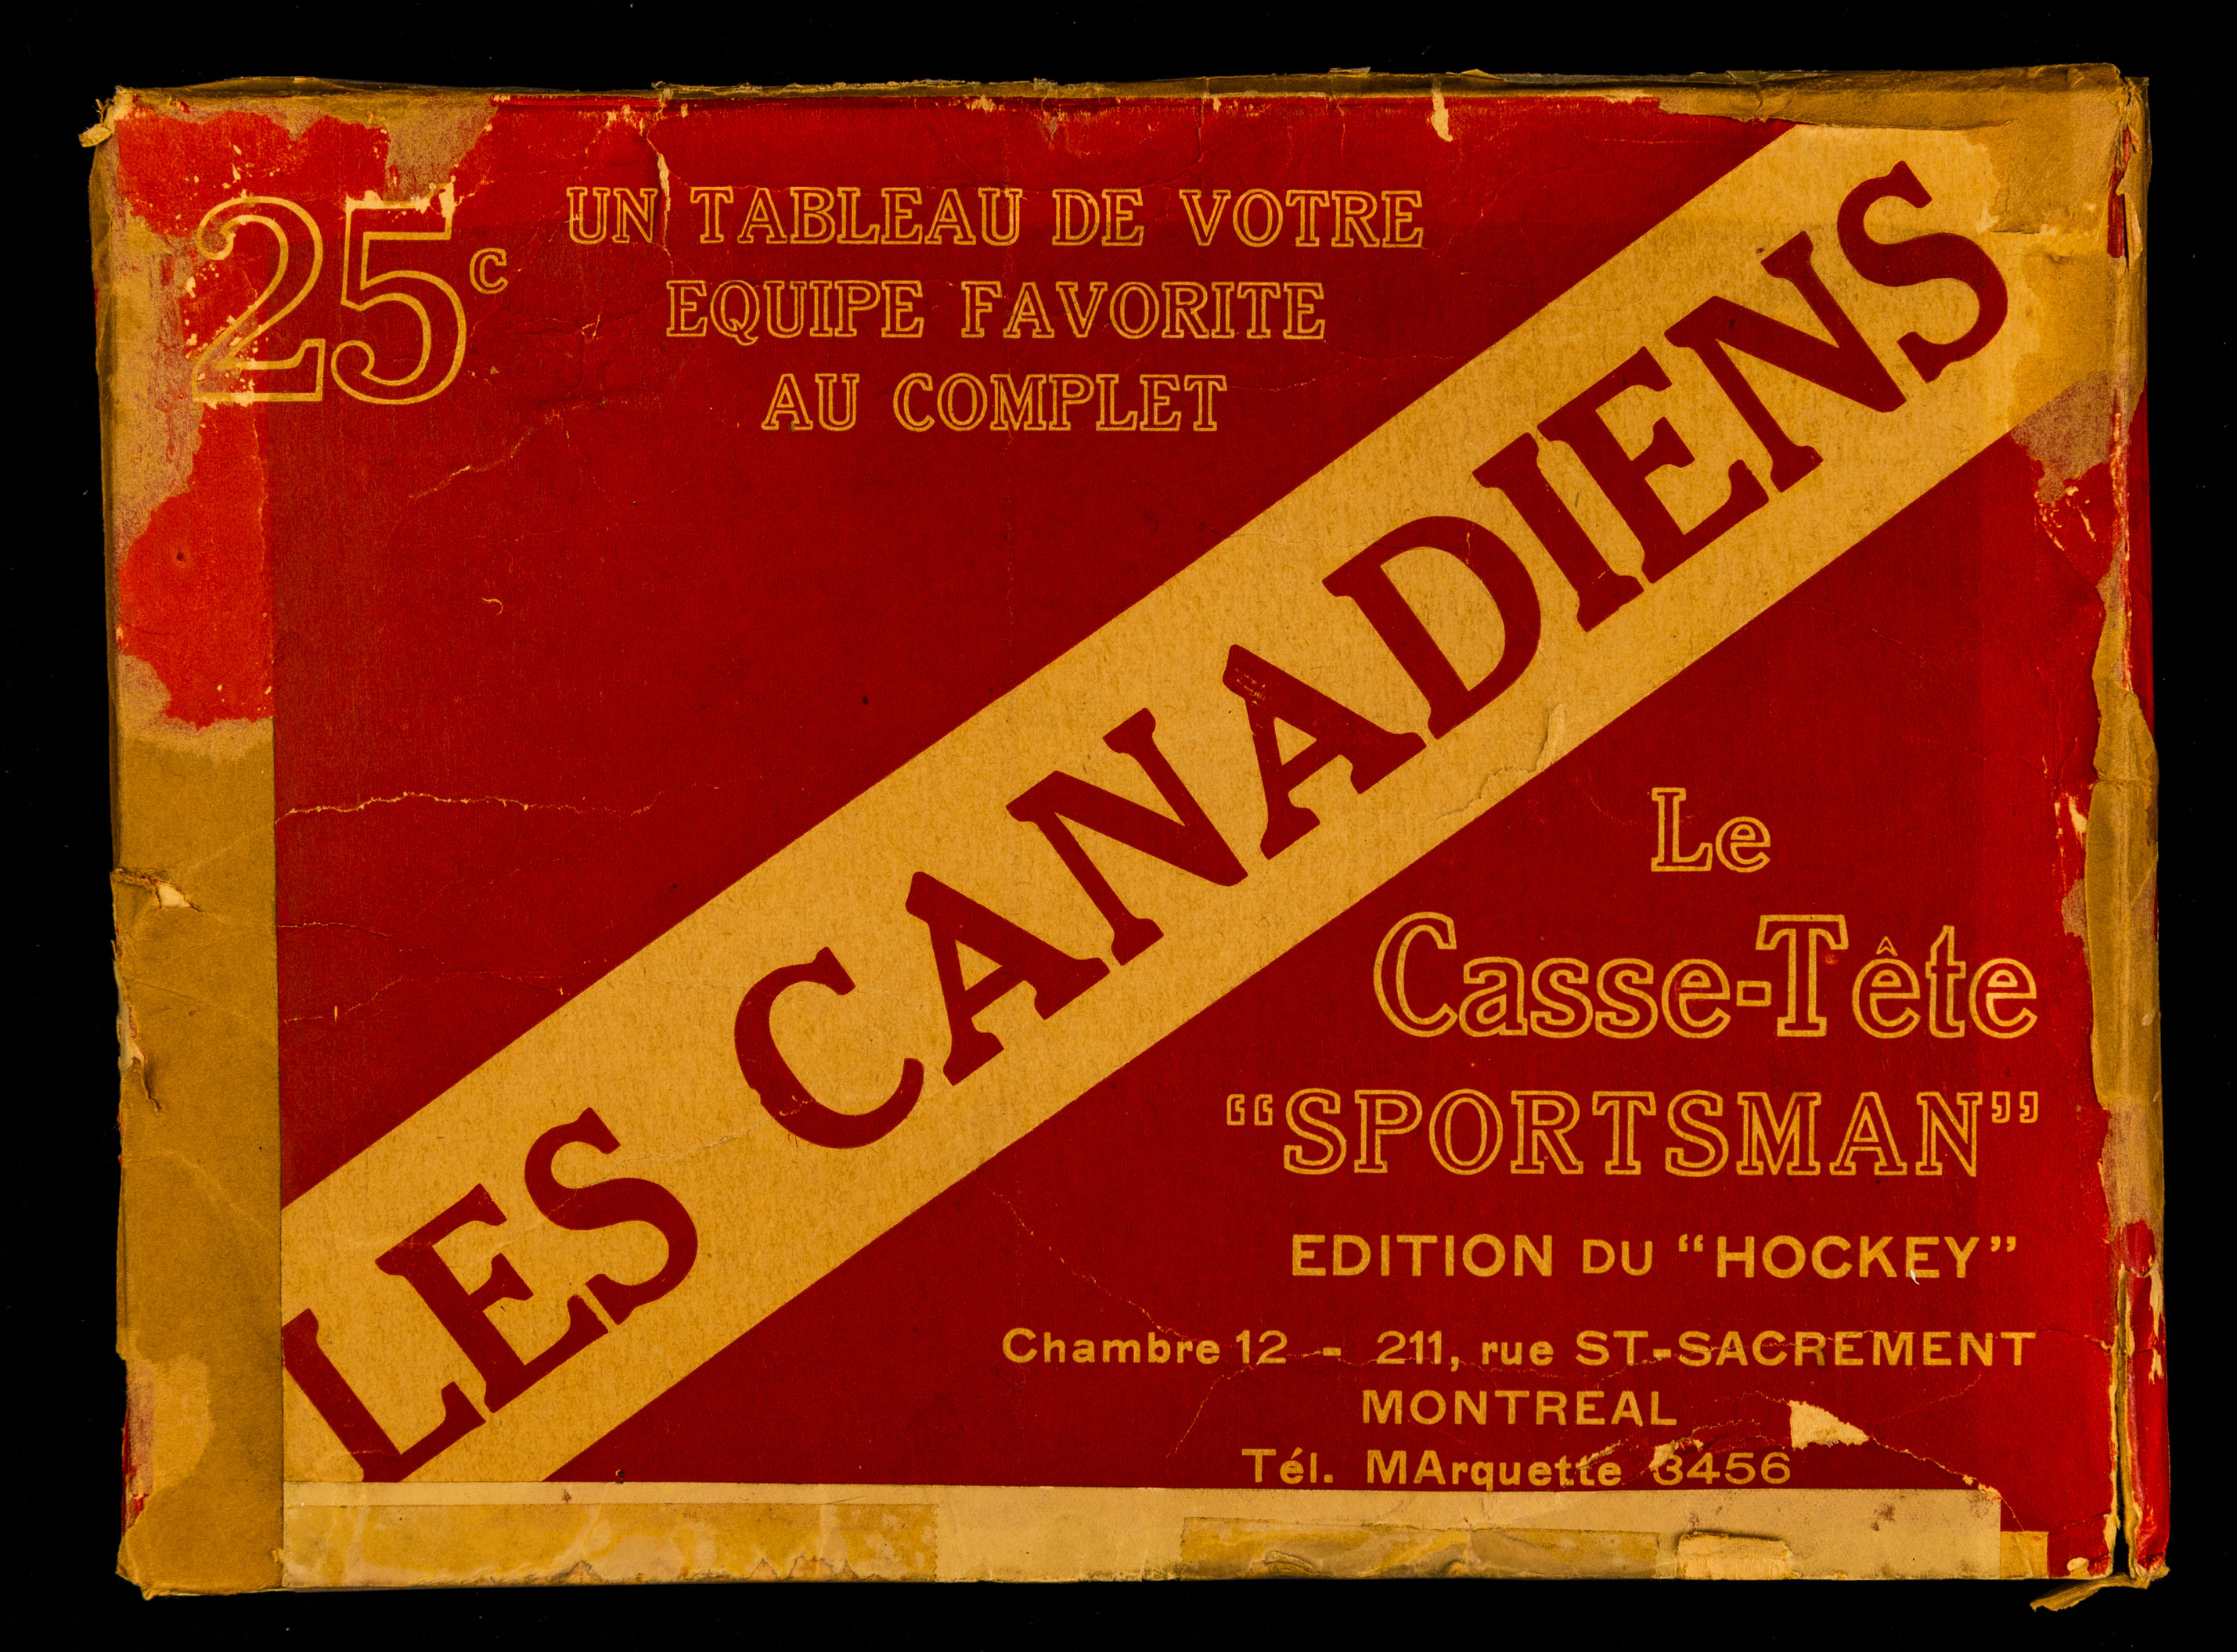 25c
UN TABLEAU DE VOTRE
EQUIPE FAVORITE
AU COMPLET
LES CANADIENS
Le
Casse-Tête
“SPORTSMAN”
EDITION DU “HOCKEY”
Chambre 12 - 211, rue ST-SACREMENT
MONTREAL
Tél. MArquette 3456